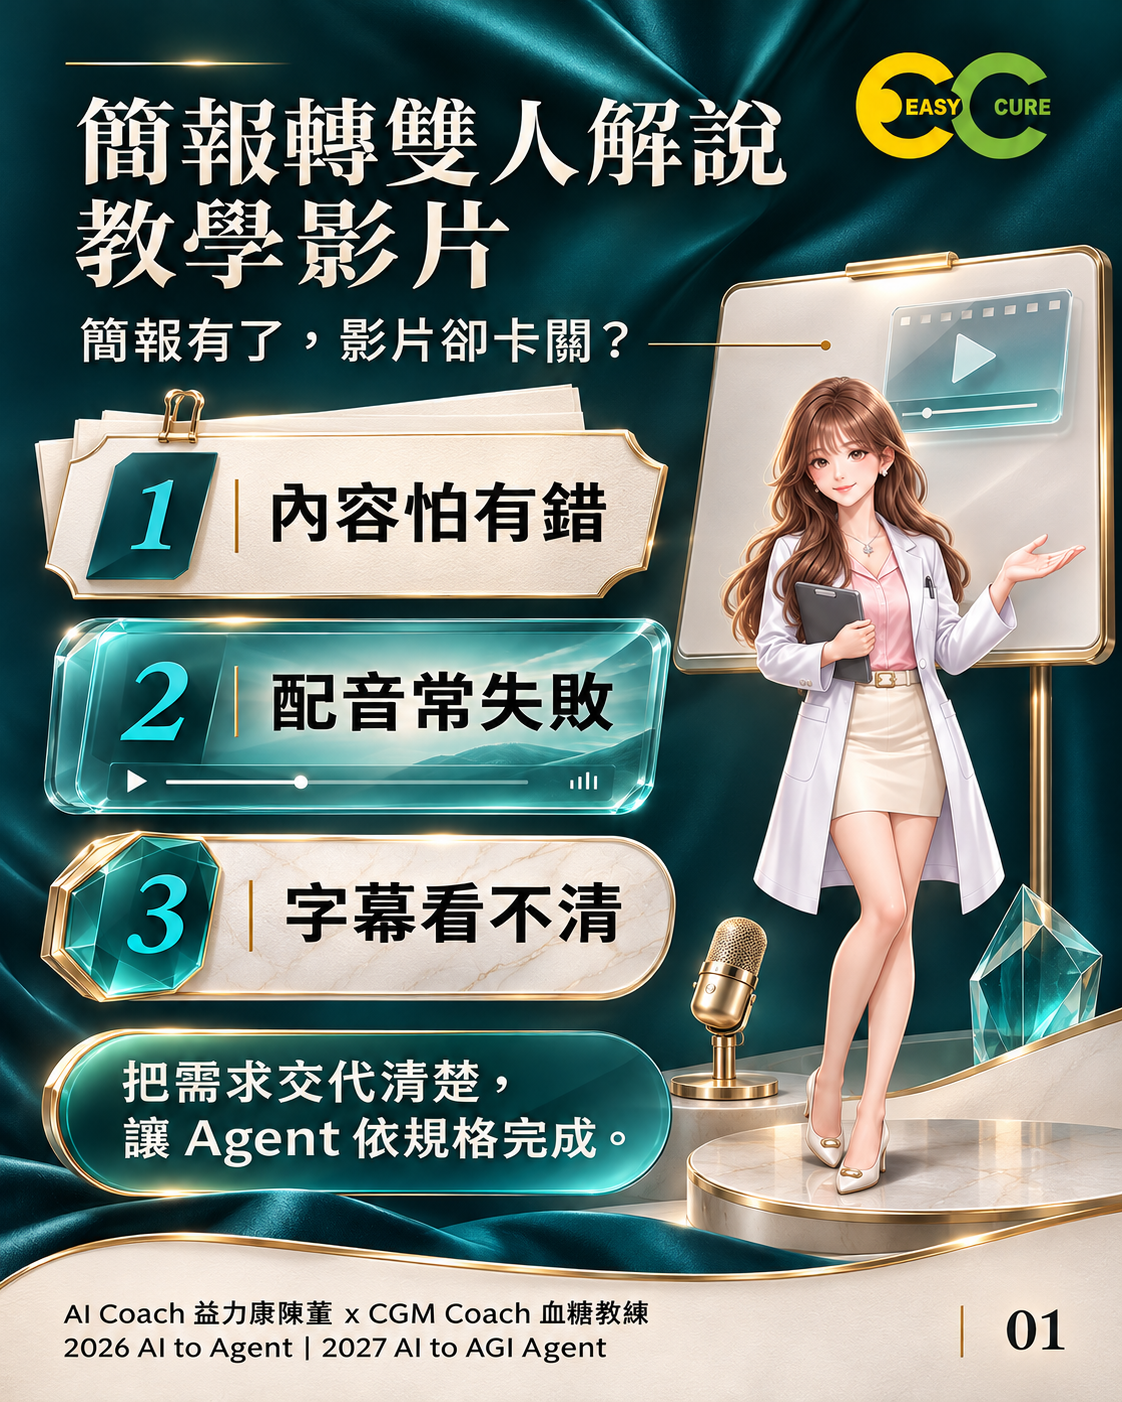 簡報轉雙人解說
教學影片
EASY CURE
簡報有了，影片卻卡關？
1 內容怕有錯
2 配音常失敗
3 字幕看不清
把需求交代清楚，
讓 Agent 依規格完成。
AI Coach 益力康陳董 x CGM Coach 血糖教練
2026 AI to Agent | 2027 AI to AGI Agent
01